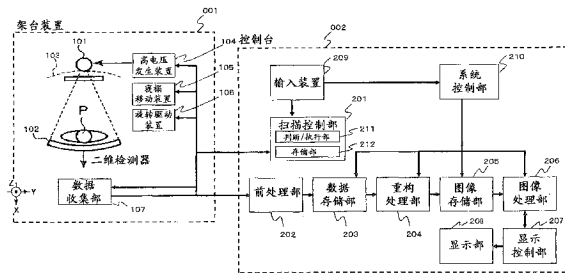 架台装置
001
控制台
002
101
103
104
高电压
发生装置
105
寝榻
移动装置
106
旋转驱动
装置
P
102
二维检测器
数据
收集部
107
Z
Y
X
209
输入装置
210
系统
控制部
201
扫描控制部
判断/执行部
211
存储部
212
前处理部
202
数据
存储部
203
重构
处理部
204
205
图像
存储部
206
图像
处理部
208
显示部
207
显示
控制部